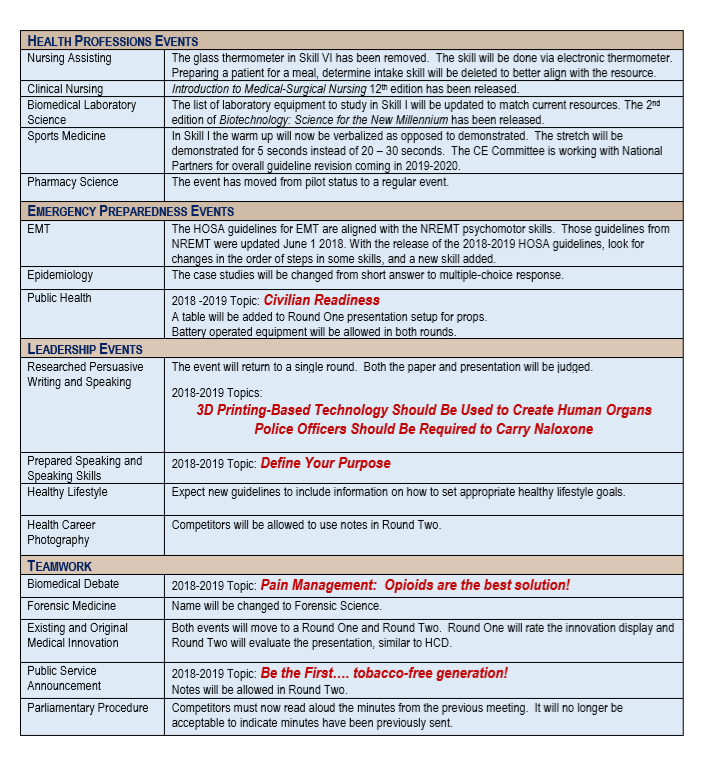 HEALTH PROFESSIONS EVENTS
Nursing Assisting
The glass thermometer in Skill VI has been removed. The skill will be done via electronic thermometer.
Preparing a patient for a meal, determine intake skill will be deleted to better align with the resource.
Clinical Nursing
Introduction to Medical-Surgical Nursing 12th edition has been released.
Biomedical Laboratory
Science
The list of laboratory equipment to study in Skill I will be updated to match current resources. The 2nd
edition of Biotechnology: Science for the New Millennium has been released.
Sports Medicine
In Skill I the warm up will now be verbalized as opposed to demonstrated. The stretch will be
demonstrated for 5 seconds instead of 20 – 30 seconds. The CE Committee is working with National
Partners for overall guideline revision coming in 2019-2020.
Pharmacy Science
The event has moved from pilot status to a regular event.
EMERGENCY PREPAREDNESS EVENTS
EMT
The HOSA guidelines for EMT are aligned with the NREMT psychomotor skills. Those guidelines from
NREMT were updated June 1 2018. With the release of the 2018-2019 HOSA guidelines, look for
changes in the order of steps in some skills, and a new skill added.
Epidemiology
The case studies will be changed from short answer to multiple-choice response.
Public Health
2018 -2019 Topic: Civilian Readiness
A table will be added to Round One presentation setup for props.
Battery operated equipment will be allowed in both rounds.
LEADERSHIP EVENTS
Researched Persuasive
Writing and Speaking
The event will return to a single round. Both the paper and presentation will be judged.
2018-2019 Topics:
3D Printing-Based Technology Should Be Used to Create Human Organs
Police Officers Should Be Required to Carry Naloxone
Prepared Speaking and
Speaking Skills
2018-2019 Topic: Define Your Purpose
Healthy Lifestyle
Expect new guidelines to include information on how to set appropriate healthy lifestyle goals.
Health Career
Photography
Competitors will be allowed to use notes in Round Two.
TEAMWORK
Biomedical Debate
2018-2019 Topic: Pain Management: Opioids are the best solution!
Forensic Medicine
Name will be changed to Forensic Science.
Existing and Original
Medical Innovation
Both events will move to a Round One and Round Two. Round One will rate the innovation display and
Round Two will evaluate the presentation, similar to HCD.
Public Service
Announcement
2018-2019 Topic: Be the First…. tobacco-free generation!
Notes will be allowed in Round Two.
Parliamentary Procedure
Competitors must now read aloud the minutes from the previous meeting. It will no longer be
acceptable to indicate minutes have been previously sent.